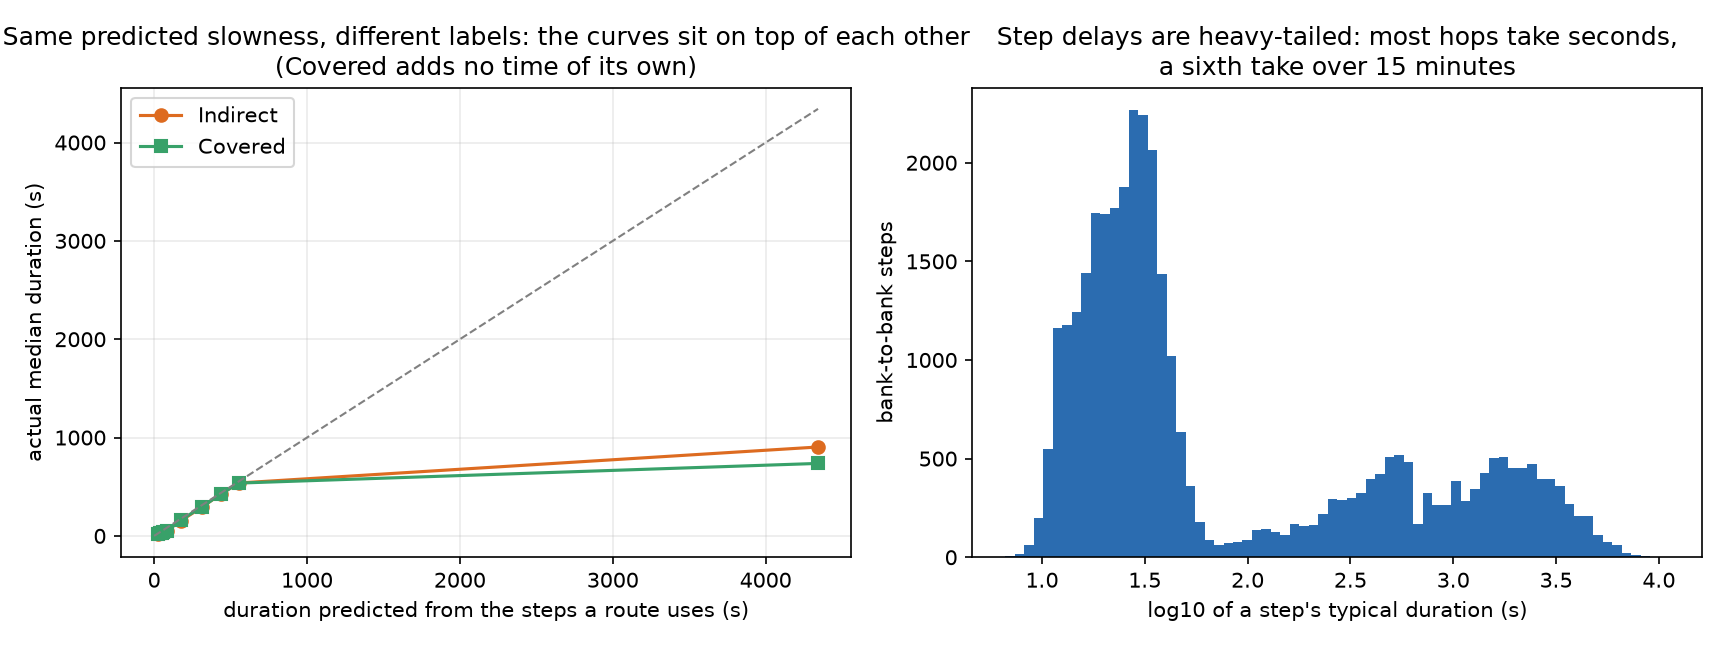 Same predicted slowness, different labels: the curves sit on top of each other
(Covered adds no time of its own)
Indirect
Covered
4000
3000
2000
1000
0
actual median duration (s)
0 1000 2000 3000 4000
duration predicted from the steps a route uses (s)
Step delays are heavy-tailed: most hops take seconds,
a sixth take over 15 minutes
2000
1500
1000
500
0
bank-to-bank steps
1.0 1.5 2.0 2.5 3.0 3.5 4.0
log10 of a step's typical duration (s)